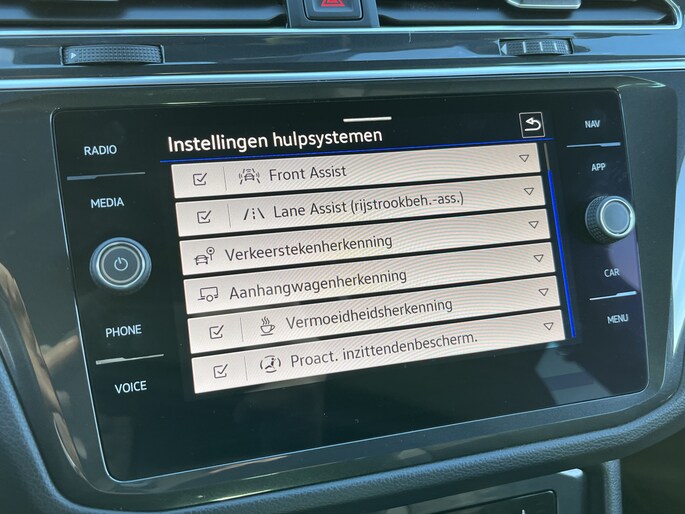 RADIO
MEDIA
PHONE
VOICE
Instellingen hulpsystemen
Front Assist
Lane Assist (rijstrookbeh.-ass.)
Verkeerstekenherkenning
Aanhangwagenherkenning
Vermoeidheidsherkenning
Proact. inzittendenbescherm.
NAV
APP
CAR
MENU